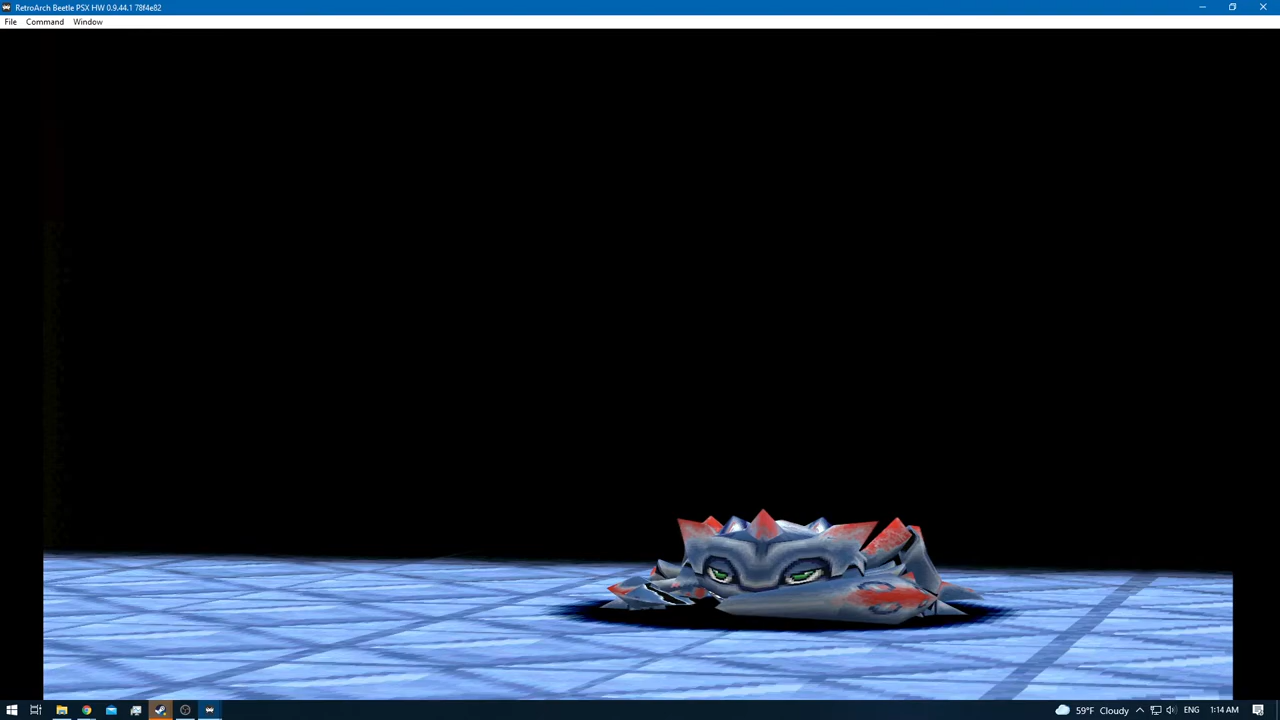 RetroArch Beetle PSX HW 0.9.44.1 78f4e82
File Command Window
59°F Cloudy ENG 1:14 AM